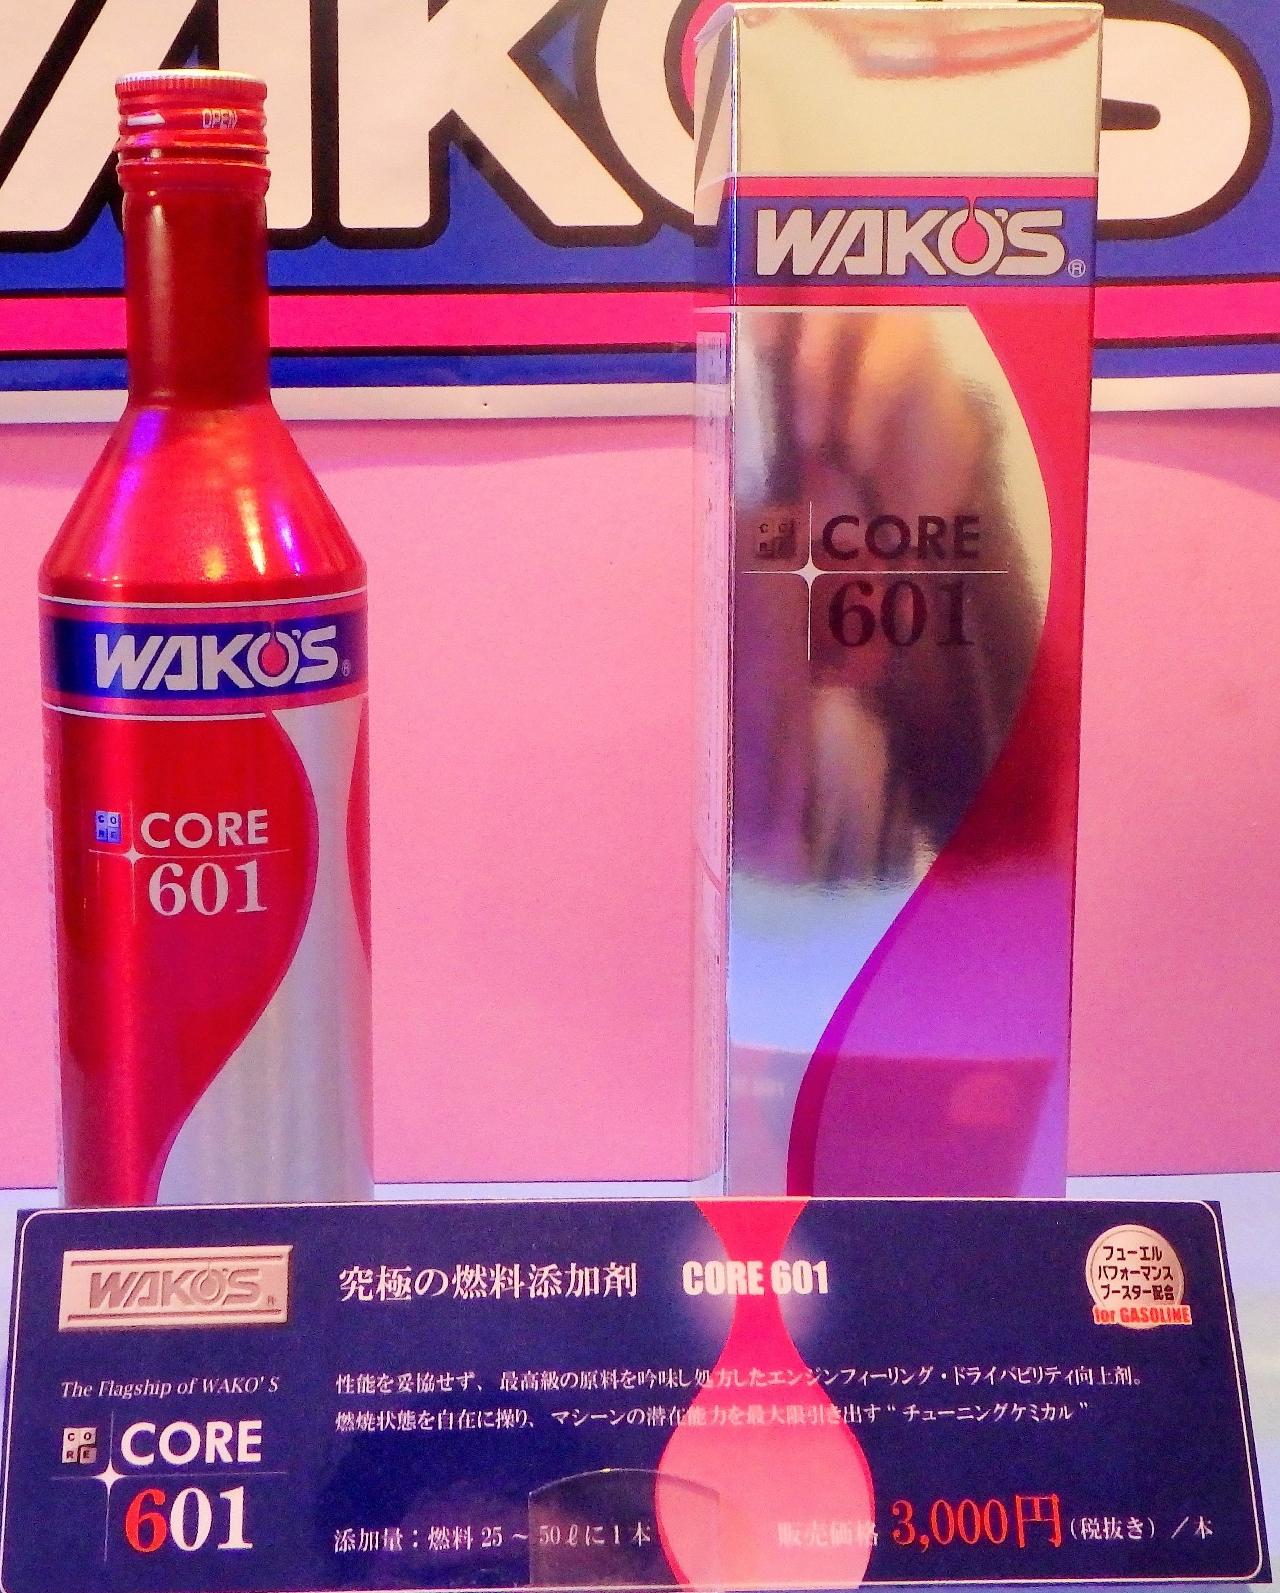 WAKO'S
OPEN
WAKO'S®
CORE
CORE
601
WAKO'S®
CORE
CORE
601
WAKO'S®
究極の燃料添加剤 CORE 601
フューエル
パフォーマンス
ブースター配合
for GASOLINE
The Flagship of WAKO'S
性能を妥協せず、最高級の原料を吟味し処方したエンジンフィーリング・ドライバビリティ向上剤。
燃焼状態を自在に操り、マシーンの潜在能力を最大限引き出す“チューニングケミカル”
CORE
CORE
601
添加量：燃料 25 ~ 50ℓに1本
販売価格 3,000円(税抜き)/本